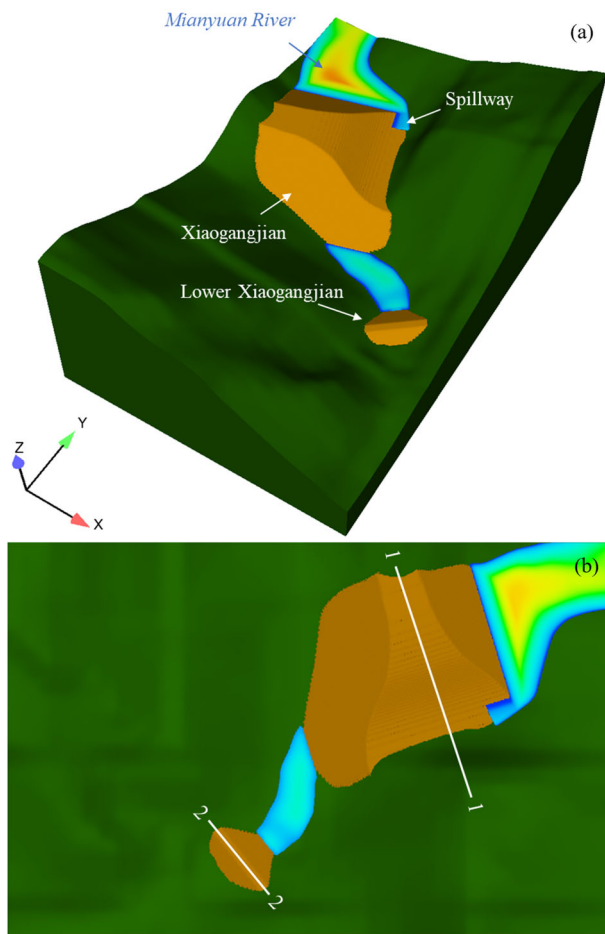 Mianyuan River
(a)
Spillway
Xiaogangjian
Lower Xiaogangjian
Z
Y
X
(b)
1
1
2
2